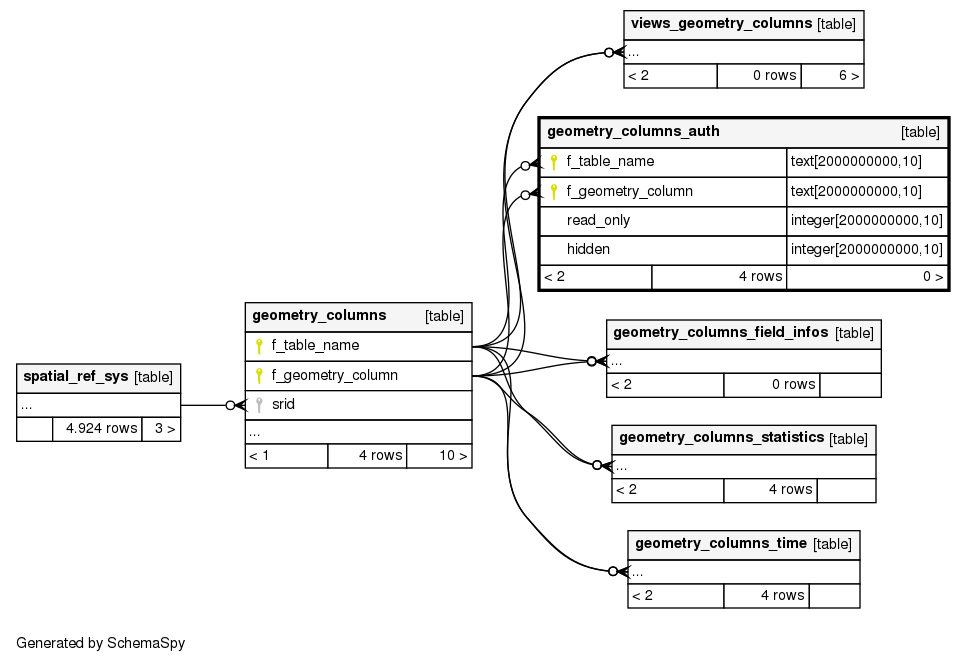 views_geometry_columns [table]
...
< 2 0 rows 6 >
geometry_columns_auth [table]
f_table_name text[2000000000,10]
f_geometry_column text[2000000000,10]
read_only integer[2000000000,10]
hidden integer[2000000000,10]
< 2 4 rows 0 >
geometry_columns [table]
f_table_name
f_geometry_column
srid
...
< 1 4 rows 10 >
spatial_ref_sys [table]
...
4.924 rows 3 >
geometry_columns_field_infos [table]
...
< 2 0 rows
geometry_columns_statistics [table]
...
< 2 4 rows
geometry_columns_time [table]
...
< 2 4 rows
Generated by SchemaSpy